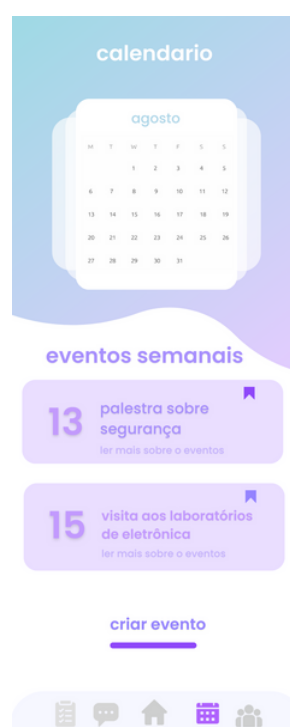 calendario
agosto
M T W T F S S
1 2 3 4 5
6 7 8 9 10 11 12
13 14 15 16 17 18 19
20 21 22 23 24 25 26
27 28 29 30 31
eventos semanais
13 palestra sobre
segurança
ler mais sobre o eventos
15 visita aos laboratórios
de eletrónica
ler mais sobre o eventos
criar evento